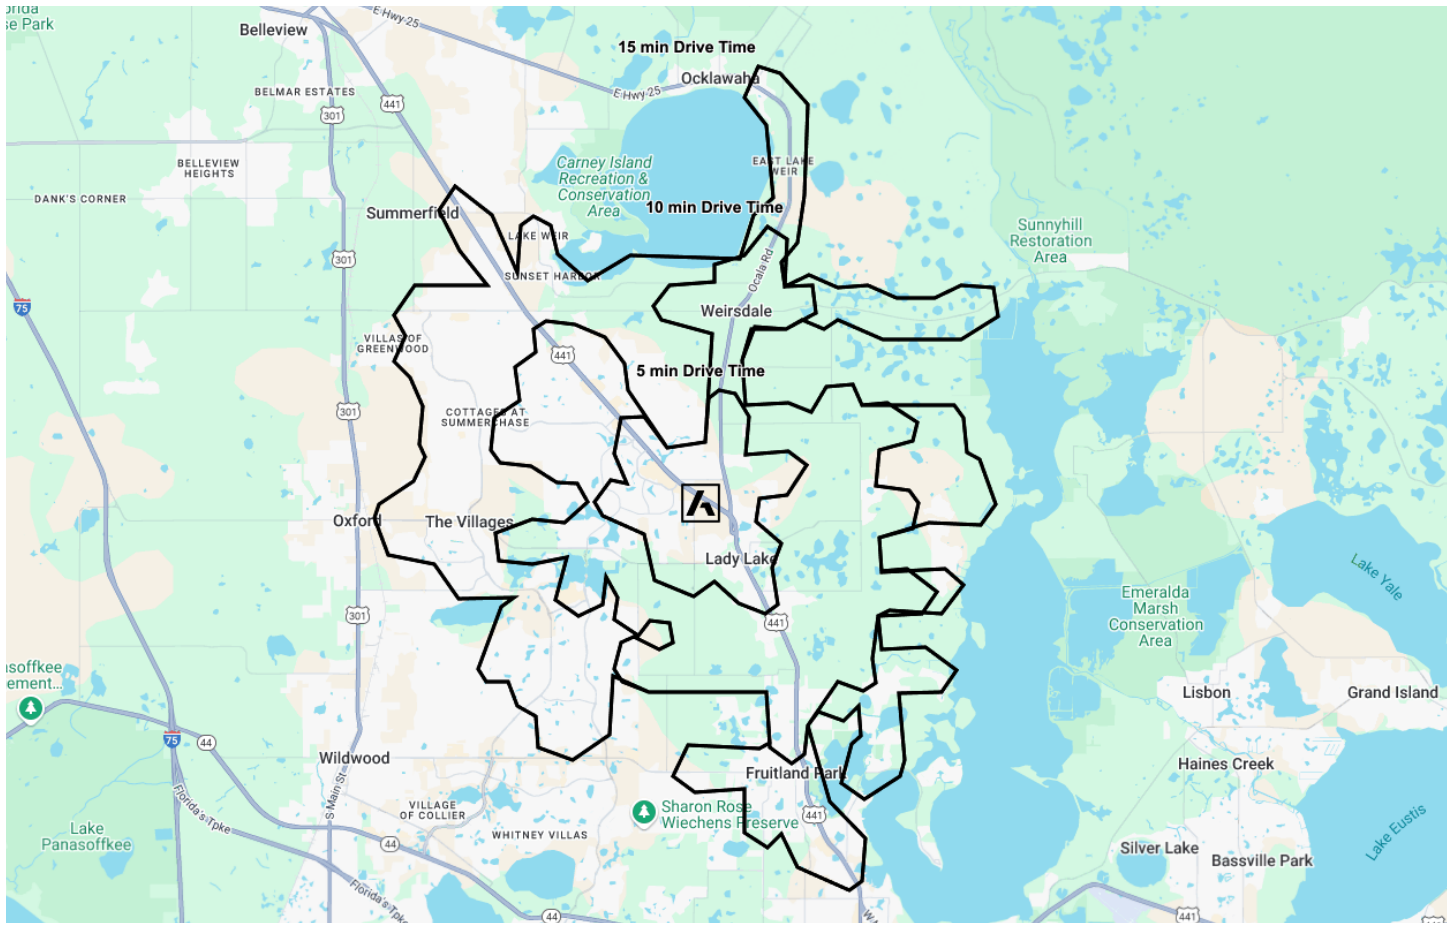 orida
se Park
Belleview
E Hwy 25
15 min Drive Time
Ocklawaha
E Hwy 25
BELMAR ESTATES
441
301
BELLEVIEW
HEIGHTS
Carney Island
Recreation &
Conservation
Area
EAST LAKE
WEIR
DANK'S CORNER
Summerfield
10 min Drive Time
LAKE WEIR
Sunnyhill
Restoration
Area
301
SUNSET HARBOR
Ocala Rd
75
Weirsdale
VILLAS OF
GREENWOOD
441
5 min Drive Time
301
COTTAGES AT
SUMMERCHASE
Oxford
The Villages
Lady Lake
Lake Yale
Emeralda
Marsh
Conservation
Area
301
441
asoffkee
ement...
Lisbon
Grand Island
75
44
Wildwood
Fruitland Park
Haines Creek
S Main St
Florida's Tpke
VILLAGE
OF COLLIER
Sharon Rose
Wiechens Preserve
441
WHITNEY VILLAS
Lake
Panasoffkee
44
Silver Lake
Bassville Park
Lake Eustis
Florida's Tpke
44
441